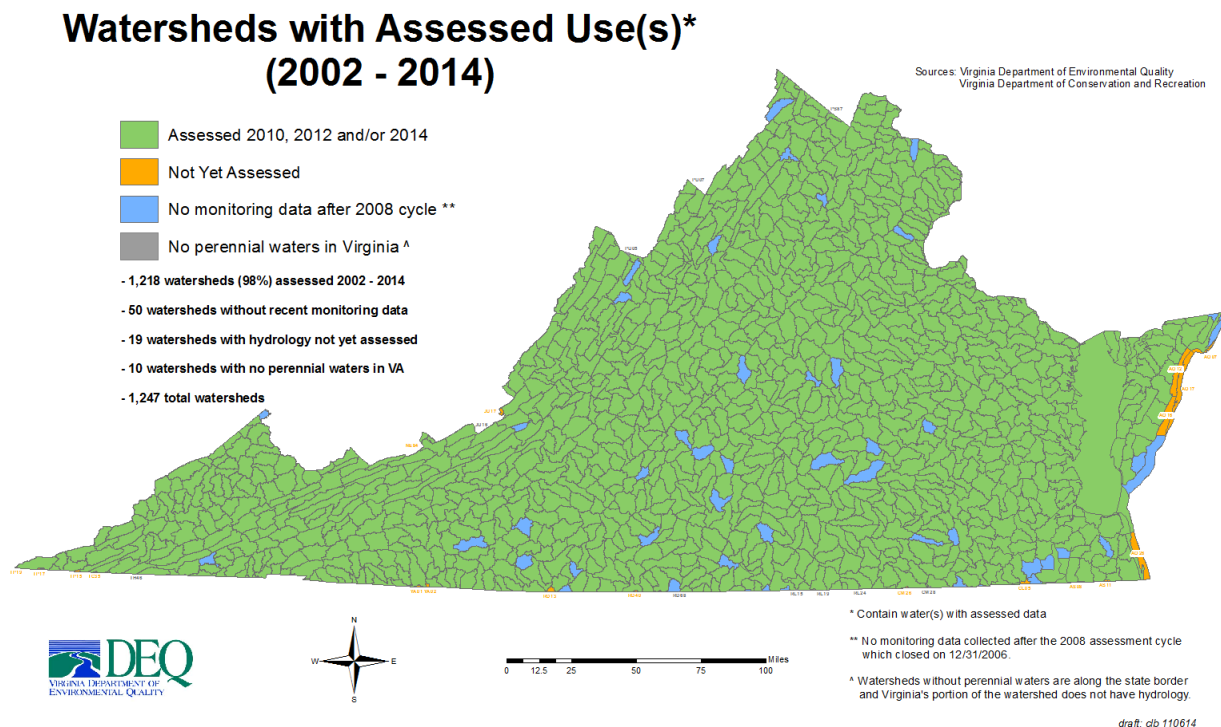 Watersheds with Assessed Use(s)*
(2002 - 2014)
Sources: Virginia Department of Environmental Quality
Virginia Department of Conservation and Recreation
Assessed 2010, 2012 and/or 2014
Not Yet Assessed
No monitoring data after 2008 cycle **
No perennial waters in Virginia ^
- 1,218 watersheds (98%) assessed 2002 - 2014
- 50 watersheds without recent monitoring data
- 19 watersheds with hydrology not yet assessed
- 10 watersheds with no perennial waters in VA
- 1,247 total watersheds
N
W
E
S
Miles
0 12.5 25 50 75 100
DEQ
VIRGINIA DEPARTMENT OF
ENVIRONMENTAL QUALITY
* Contain water(s) with assessed data
** No monitoring data collected after the 2008 assessment cycle
which closed on 12/31/2006.
^ Watersheds without perennial waters are along the state border
and Virginia's portion of the watershed does not have hydrology.
draft: clb 110614